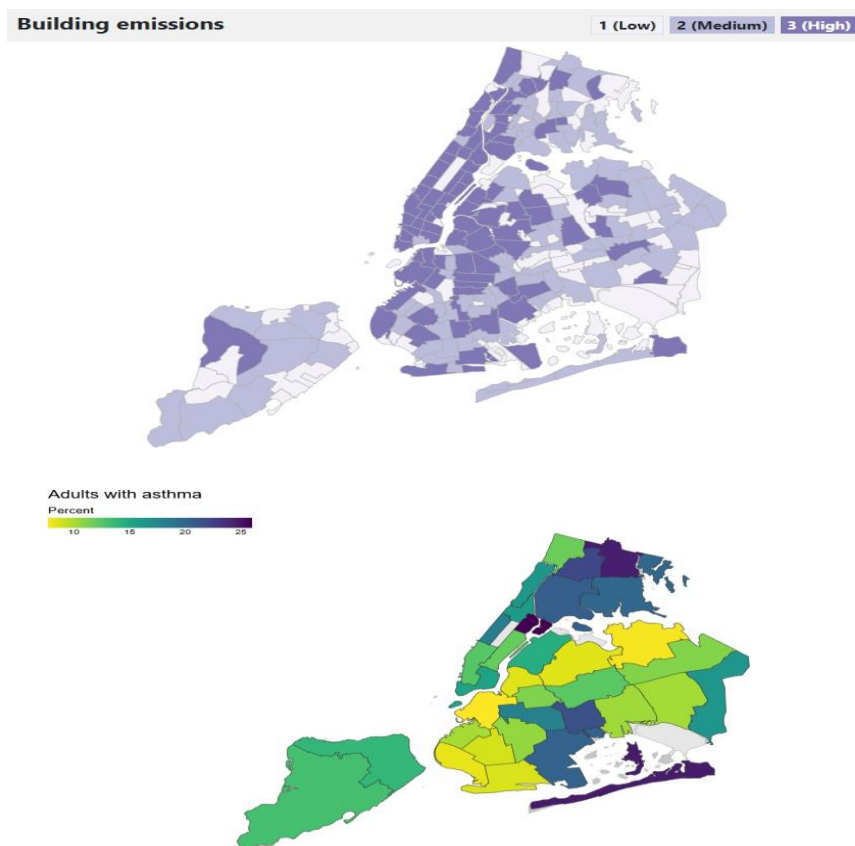 Building emissions 1 (Low) 2 (Medium) 3 (High)
Adults with asthma
Percent
10 15 20 25